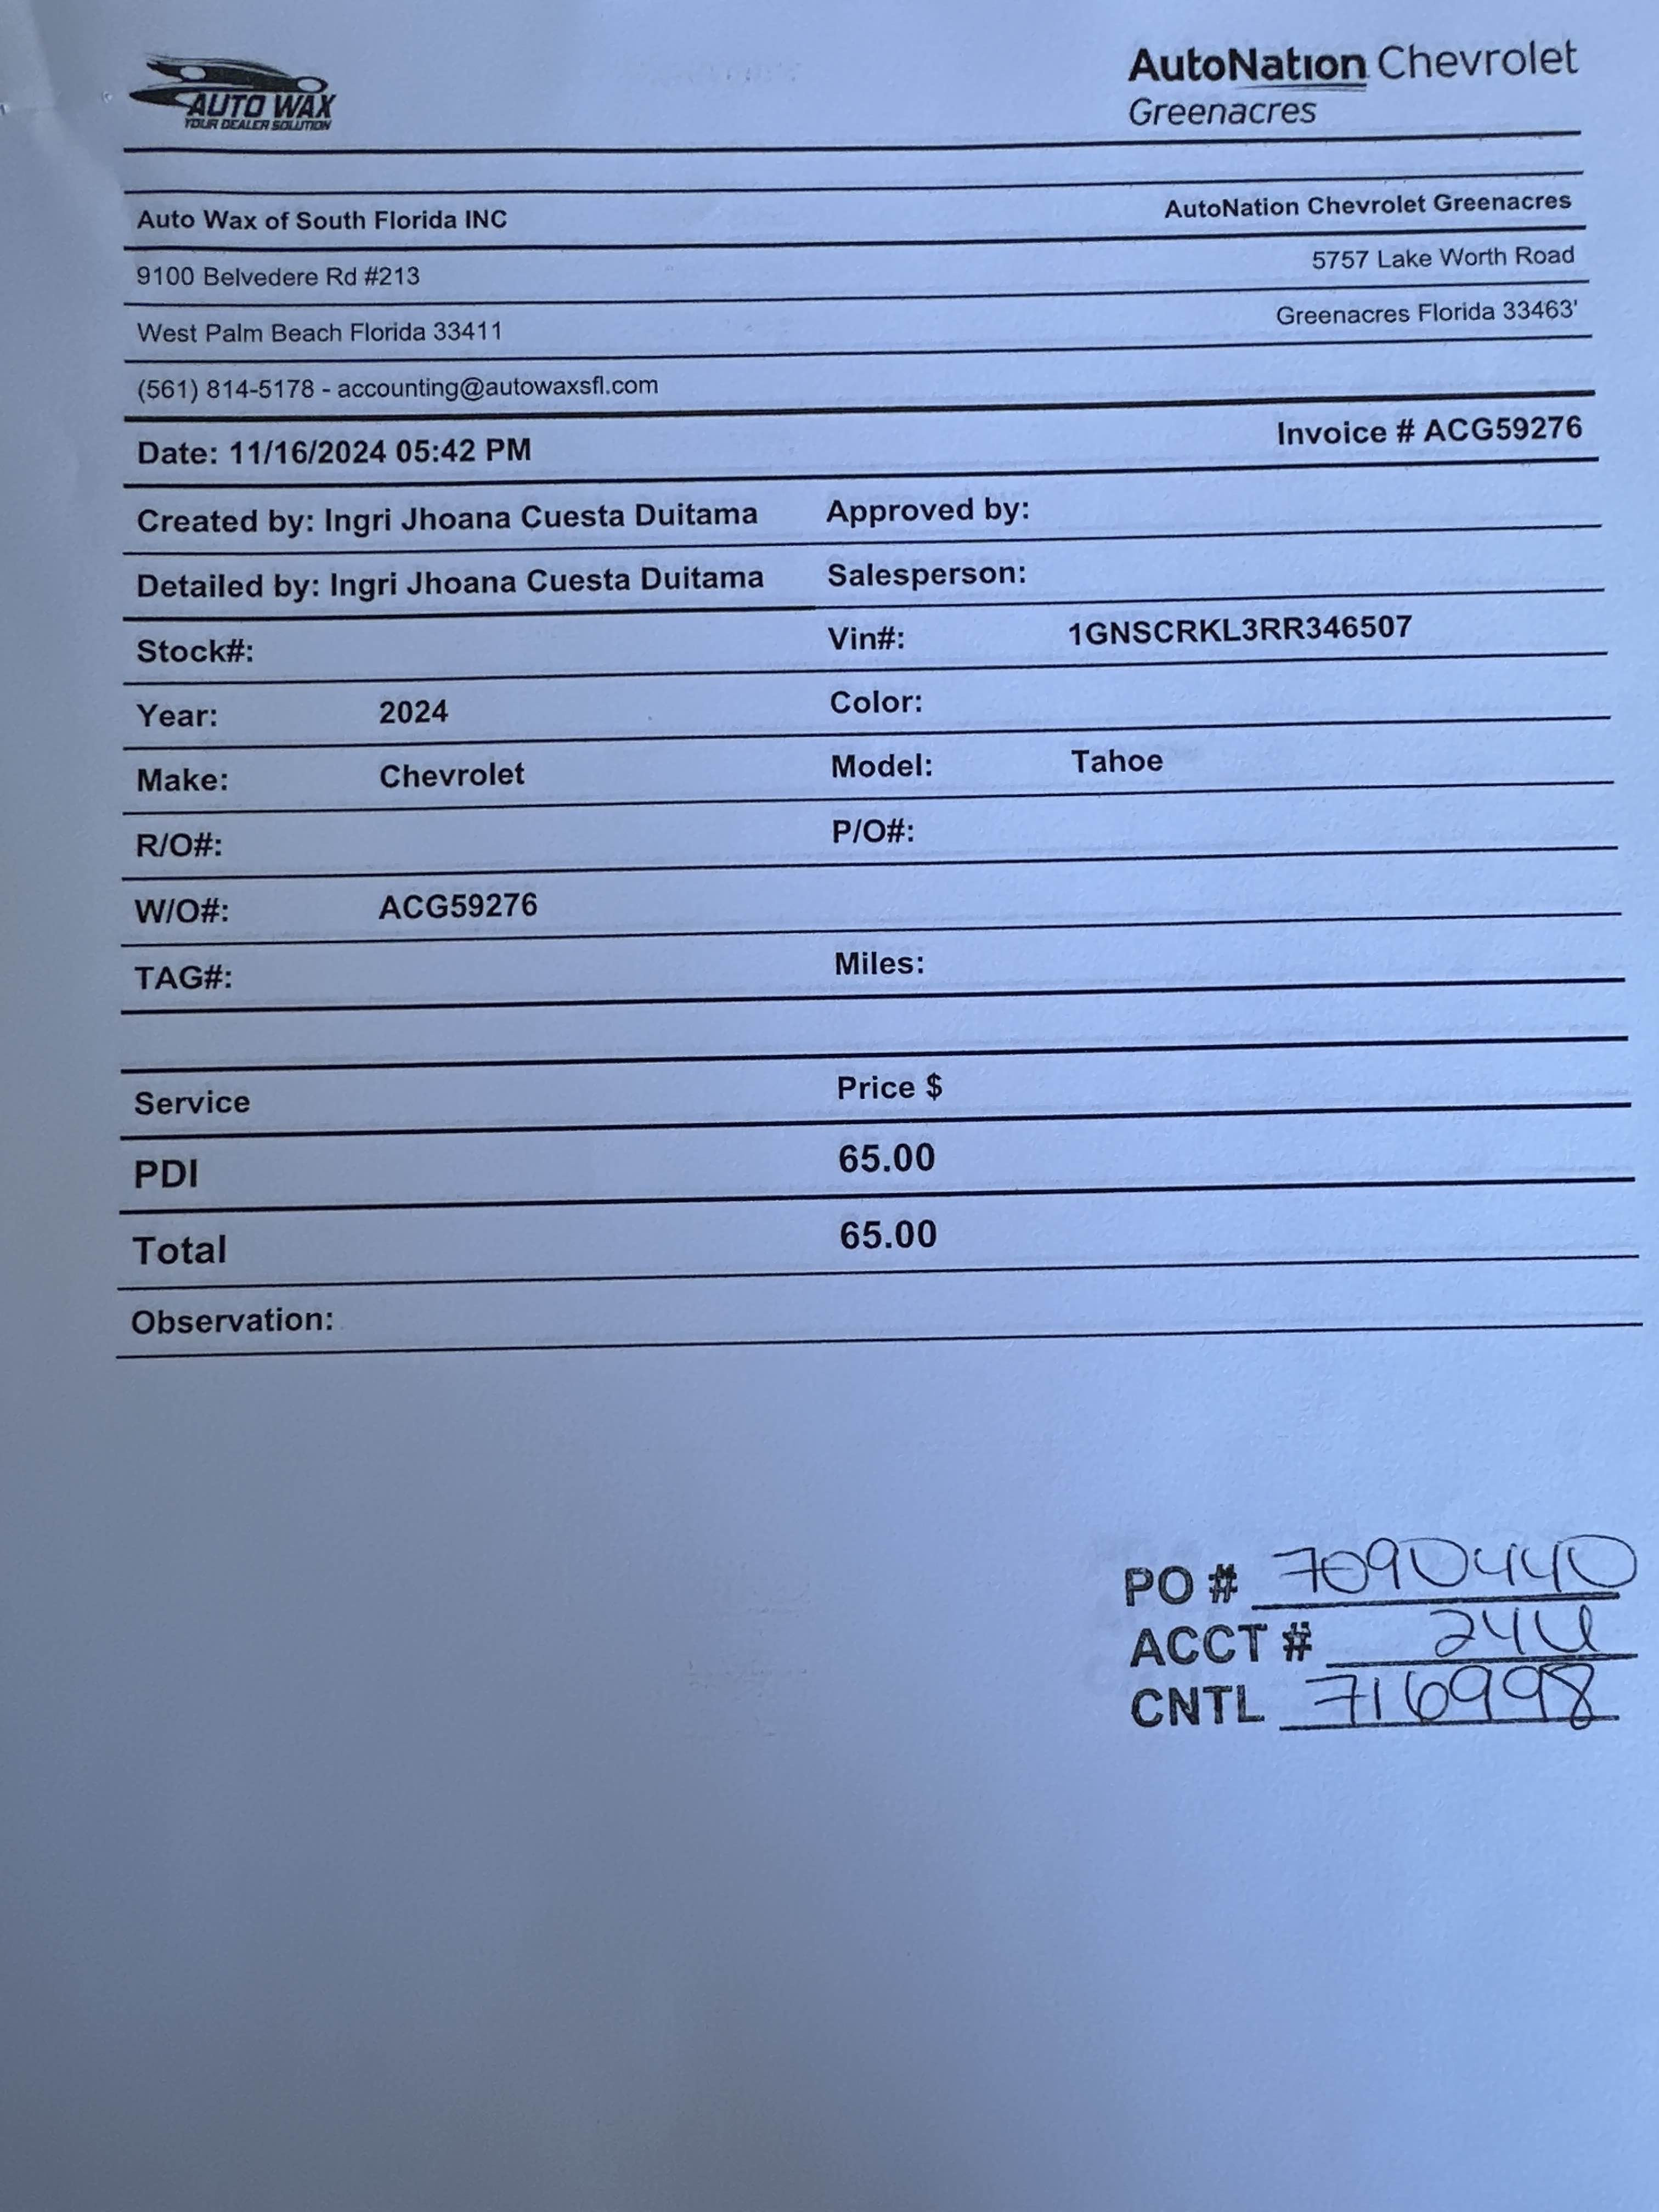 AUTO WAX
YOUR DEALER SOLUTION
AutoNation Chevrolet
Greenacres
Auto Wax of South Florida INC
AutoNation Chevrolet Greenacres
9100 Belvedere Rd #213
5757 Lake Worth Road
West Palm Beach Florida 33411
Greenacres Florida 33463'
(561) 814-5178 - accounting@autowaxsfl.com
Date: 11/16/2024 05:42 PM
Invoice # ACG59276
Created by: Ingri Jhoana Cuesta Duitama Approved by:
Detailed by: Ingri Jhoana Cuesta Duitama Salesperson:
Stock#: Vin#: 1GNSCRKL3RR346507
Year: 2024 Color:
Make: Chevrolet Model: Tahoe
R/O#: P/O#:
W/O#: ACG59276
TAG#: Miles:
Service Price $
PDI 65.00
Total 65.00
Observation:
PO # 7090440
ACCT #
CNTL 716998